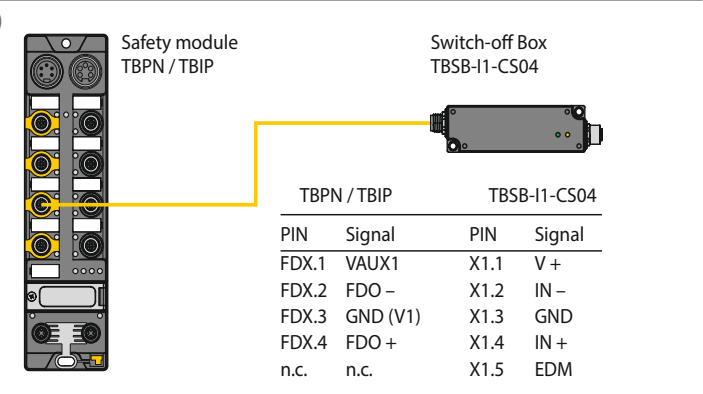 Safety module
TBPN / TBIP
Switch-off Box
TBSB-I1-CS04
TBPN / TBIP TBSB-I1-CS04
PIN Signal PIN Signal
FDX.1 VAUX1 X1.1 V +
FDX.2 FDO – X1.2 IN –
FDX.3 GND (V1) X1.3 GND
FDX.4 FDO + X1.4 IN +
n.c. n.c. X1.5 EDM